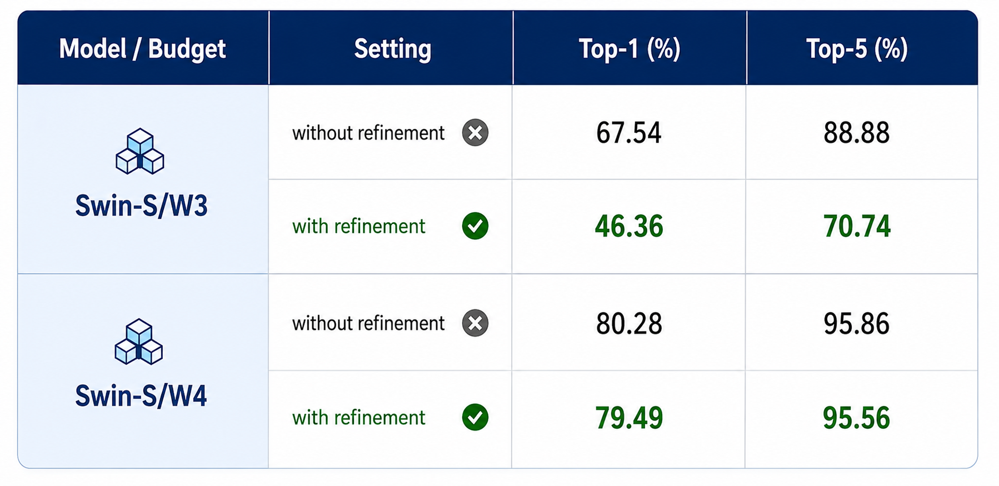 Model / Budget Setting Top-1 (%) Top-5 (%)
Swin-S/W3
without refinement 67.54 88.88
with refinement 46.36 70.74
Swin-S/W4
without refinement 80.28 95.86
with refinement 79.49 95.56